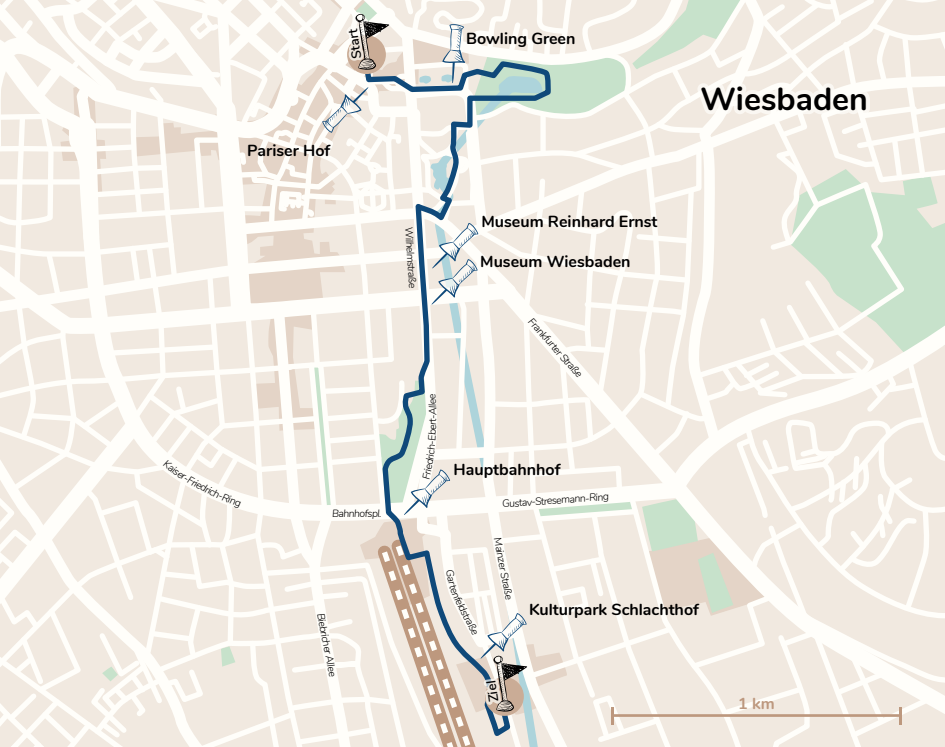 Start
Bowling Green
Wiesbaden
Pariser Hof
Museum Reinhard Ernst
Wilhelmstraße
Museum Wiesbaden
Frankfurter Straße
Friedrich-Ebert-Allee
Hauptbahnhof
Kaiser-Friedrich-Ring
Gustav-Stresemann-Ring
Bahnhofspl.
Mainzer Straße
Gartenfeldstraße
Kulturpark Schlachthof
Biebricher Allee
Ziel
1 km